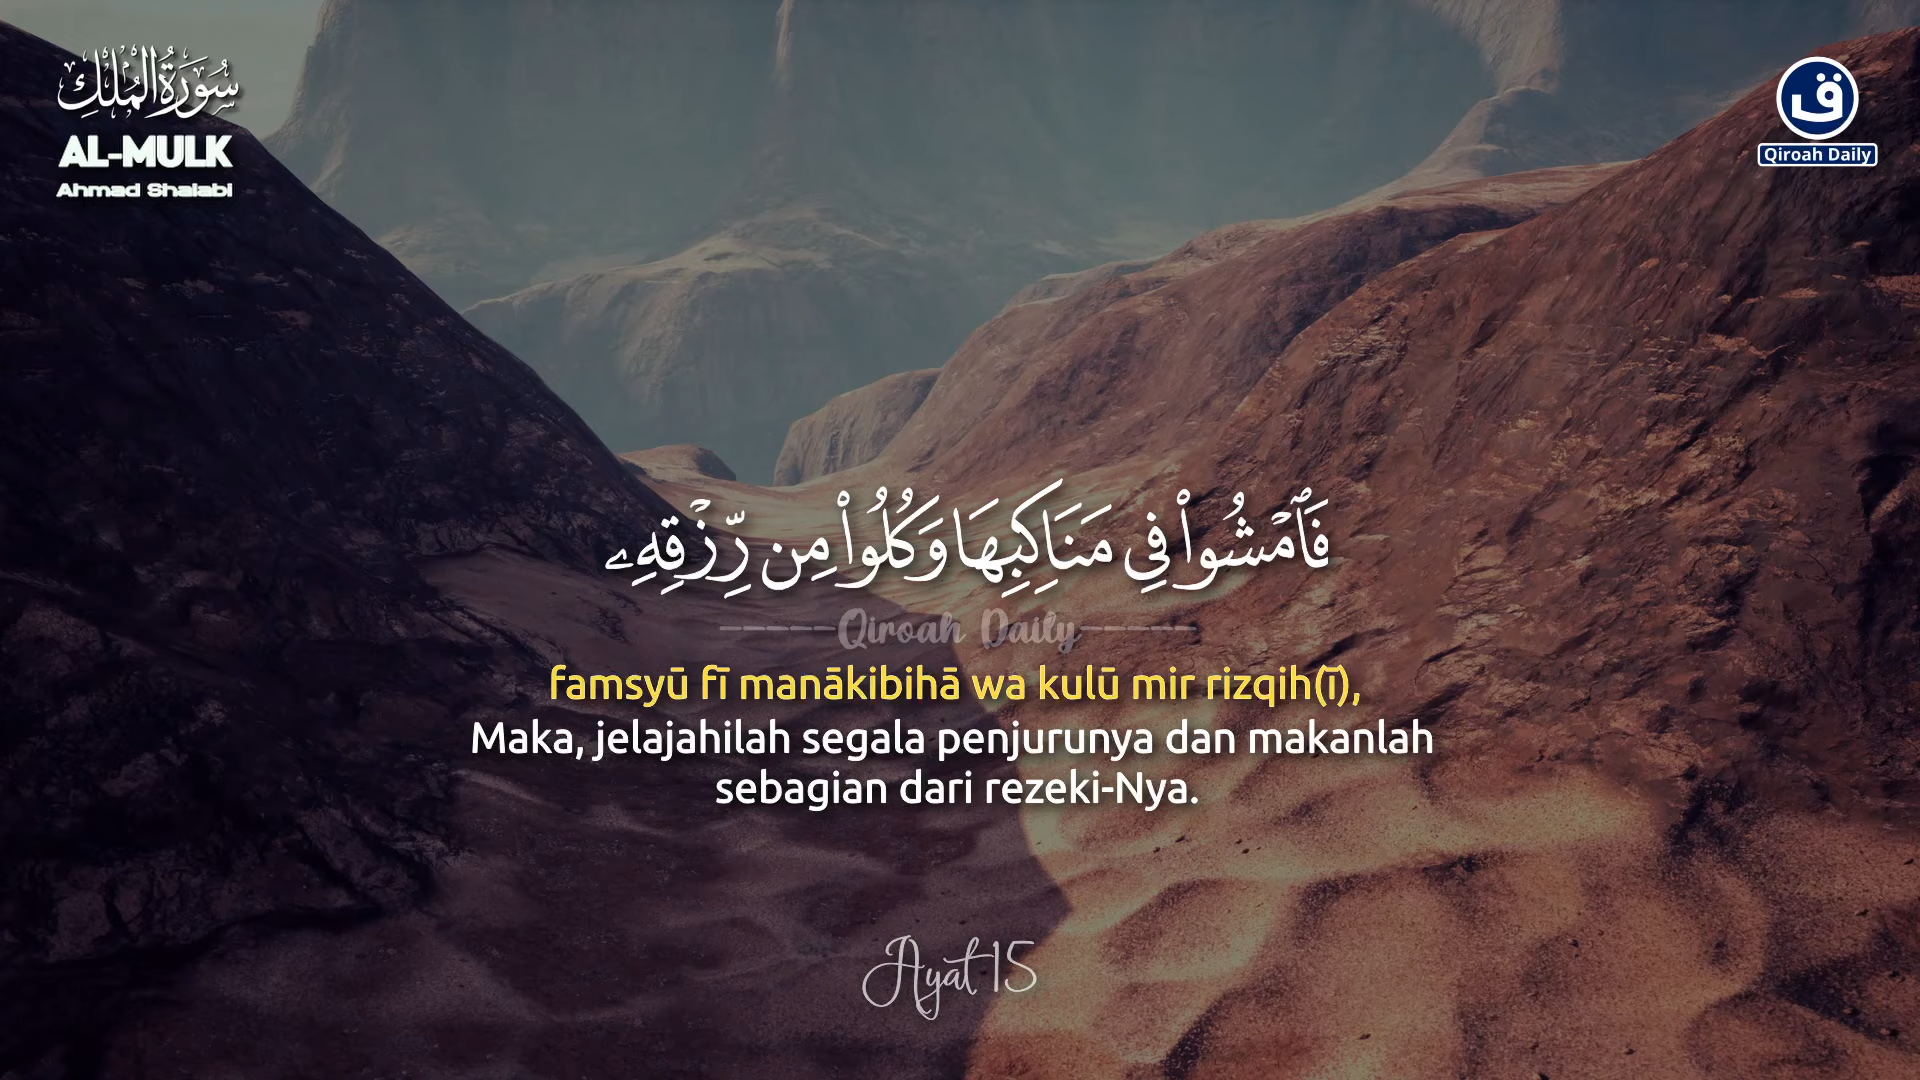 سُورَةُ الْمُلْكِ
AL-MULK
Ahmad Shalabi
ق
Qiroah Daily
فَٱمۡشُواْ فِي مَنَاكِبِهَا وَكُلُواْ مِن رِّزۡقِهِۦ
-----Qiroah Daily-----
famsyū fī manākibihā wa kulū mir rizqih(ī),
Maka, jelajahilah segala penjurunya dan makanlah
sebagian dari rezeki-Nya.
Ayat 15